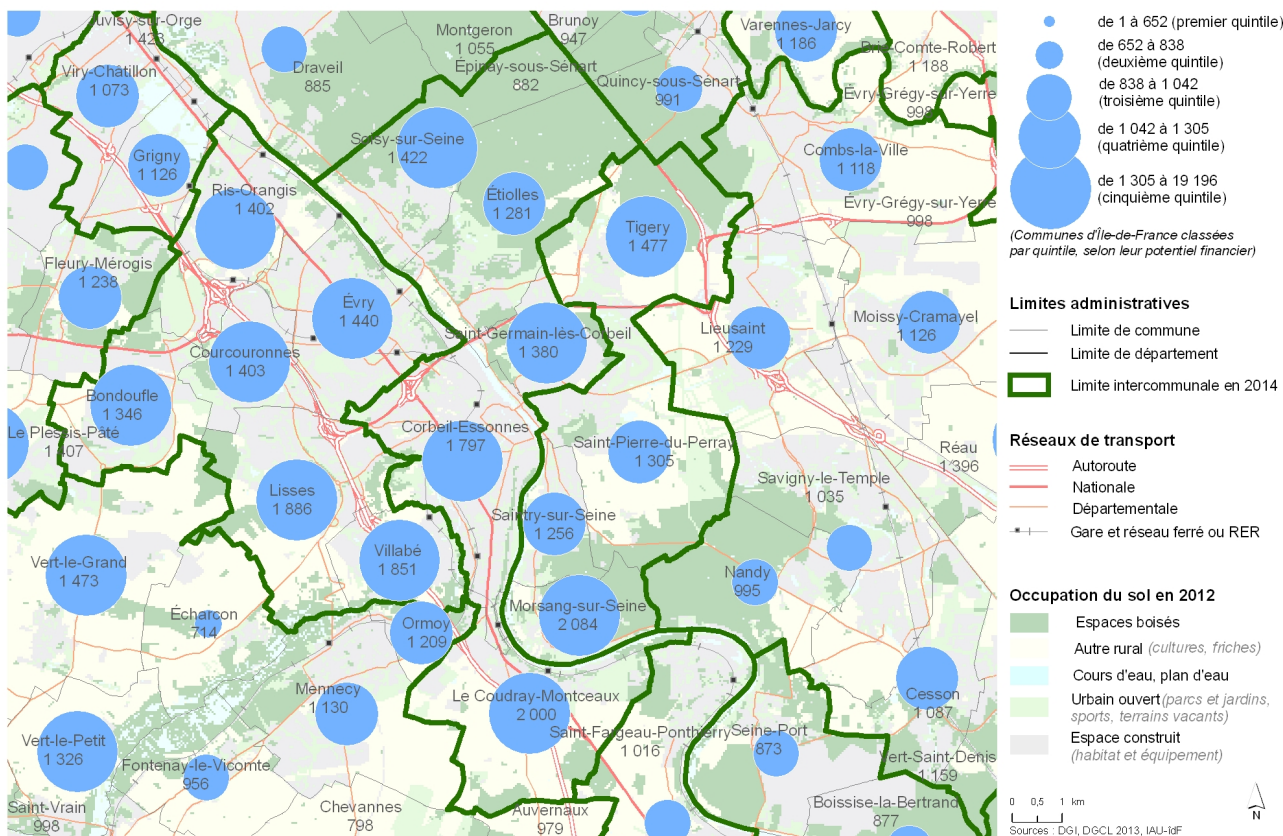 Juvisy-sur-Orge
1 423
Viry-Châtillon
1 073
Draveil
885
Montgeron
1 055
Brunoy
947
Épinay-sous-Sénart
882
Quincy-sous-Sénart
991
Varennes-Jarcy
1 186
Brie-Comte-Robert
1 188
Évry-Grégy-sur-Yerre
998
Grigny
1 126
Soisy-sur-Seine
1 422
Combs-la-Ville
1 118
Ris-Orangis
1 402
Étiolles
1 281
Évry-Grégy-sur-Yerre
998
Tigery
1 477
Fleury-Mérogis
1 238
Évry
1 440
Saint-Germain-lès-Corbeil
1 380
Lieusaint
1 229
Moissy-Cramayel
1 126
Courcouronnes
1 403
Bondoufle
1 346
Le Plessis-Pâté
1 407
Corbeil-Essonnes
1 797
Saint-Pierre-du-Perray
1 305
Réau
1 396
Savigny-le-Temple
1 035
Lisses
1 886
Saintry-sur-Seine
1 256
Vert-le-Grand
1 473
Villabé
1 851
Nandy
995
Écharcon
714
Ormoy
1 209
Morsang-sur-Seine
2 084
Mennecy
1 130
Le Coudray-Montceaux
2 000
Cesson
1 087
Saint-Fargeau-Ponthierry
1 016
Seine-Port
873
Vert-le-Petit
1 326
Fontenay-le-Vicomte
956
Vert-Saint-Denis
1 159
Saint-Vrain
998
Chevannes
798
Auvernaux
979
Boissise-la-Bertrand
877
de 1 à 652 (premier quintile)
de 652 à 838
(deuxième quintile)
de 838 à 1 042
(troisième quintile)
de 1 042 à 1 305
(quatrième quintile)
de 1 305 à 19 196
(cinquième quintile)
(Communes d'Île-de-France classées
par quintile, selon leur potentiel financier)
Limites administratives
Limite de commune
Limite de département
Limite intercommunale en 2014
Réseaux de transport
Autoroute
Nationale
Départementale
Gare et réseau ferré ou RER
Occupation du sol en 2012
Espaces boisés
Autre rural (cultures, friches)
Cours d'eau, plan d'eau
Urbain ouvert (parcs et jardins,
sports, terrains vacants)
Espace construit
(habitat et équipement)
0 0,5 1 km
N
Sources : DGI, DGCL 2013, IAU-îdF